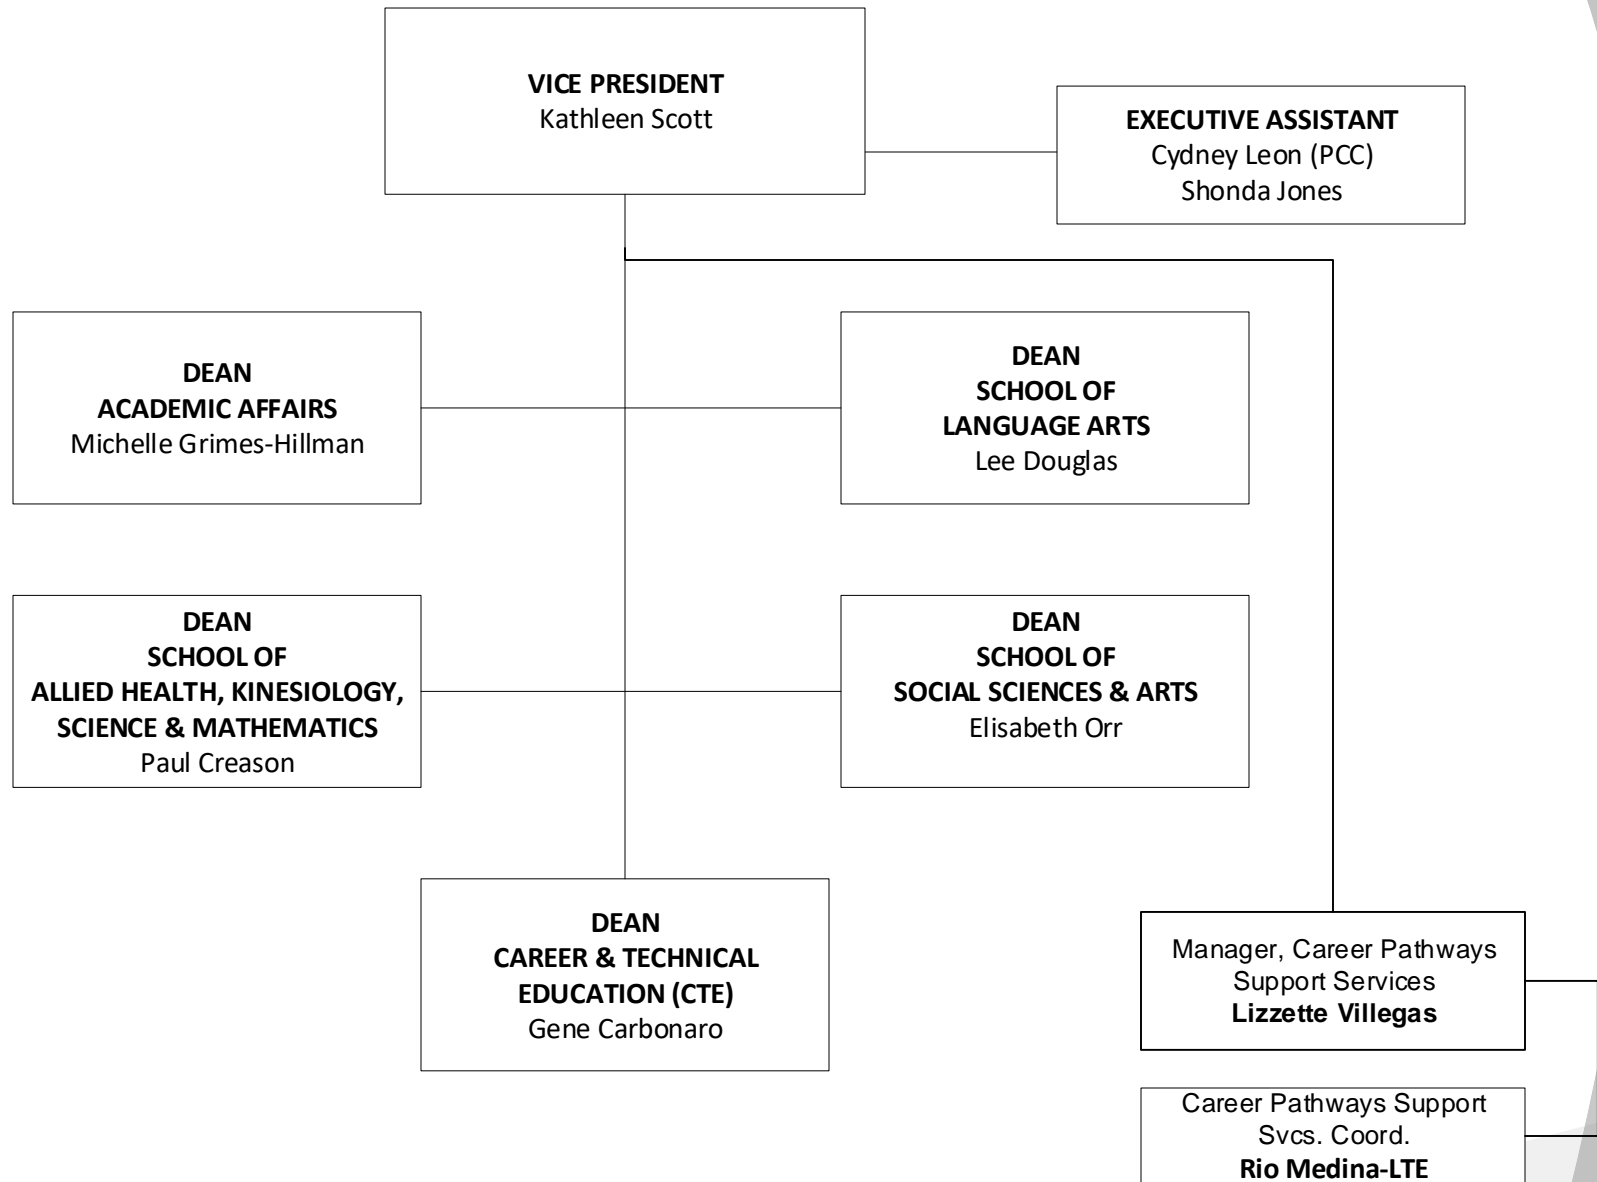 VICE PRESIDENT
Kathleen Scott
EXECUTIVE ASSISTANT
Cydney Leon (PCC)
Shonda Jones
DEAN
ACADEMIC AFFAIRS
Michelle Grimes-Hillman
DEAN
SCHOOL OF
LANGUAGE ARTS
Lee Douglas
DEAN
SCHOOL OF
ALLIED HEALTH, KINESIOLOGY,
SCIENCE & MATHEMATICS
Paul Creason
DEAN
SCHOOL OF
SOCIAL SCIENCES & ARTS
Elisabeth Orr
DEAN
CAREER & TECHNICAL
EDUCATION (CTE)
Gene Carbonaro
Manager, Career Pathways
Support Services
Lizzette Villegas
Career Pathways Support
Svcs. Coord.
Rio Medina-LTE